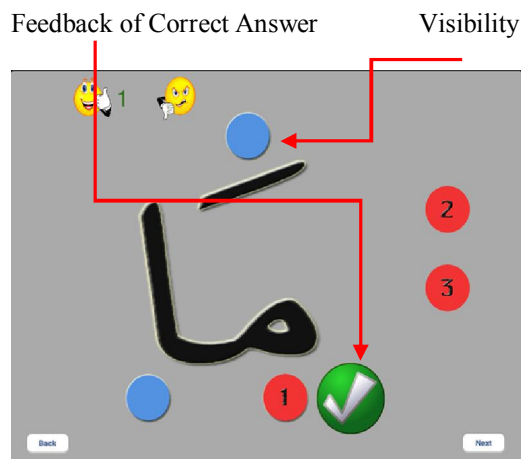 Feedback of Correct Answer Visibility
1
مَا
2
3
1
Back Next